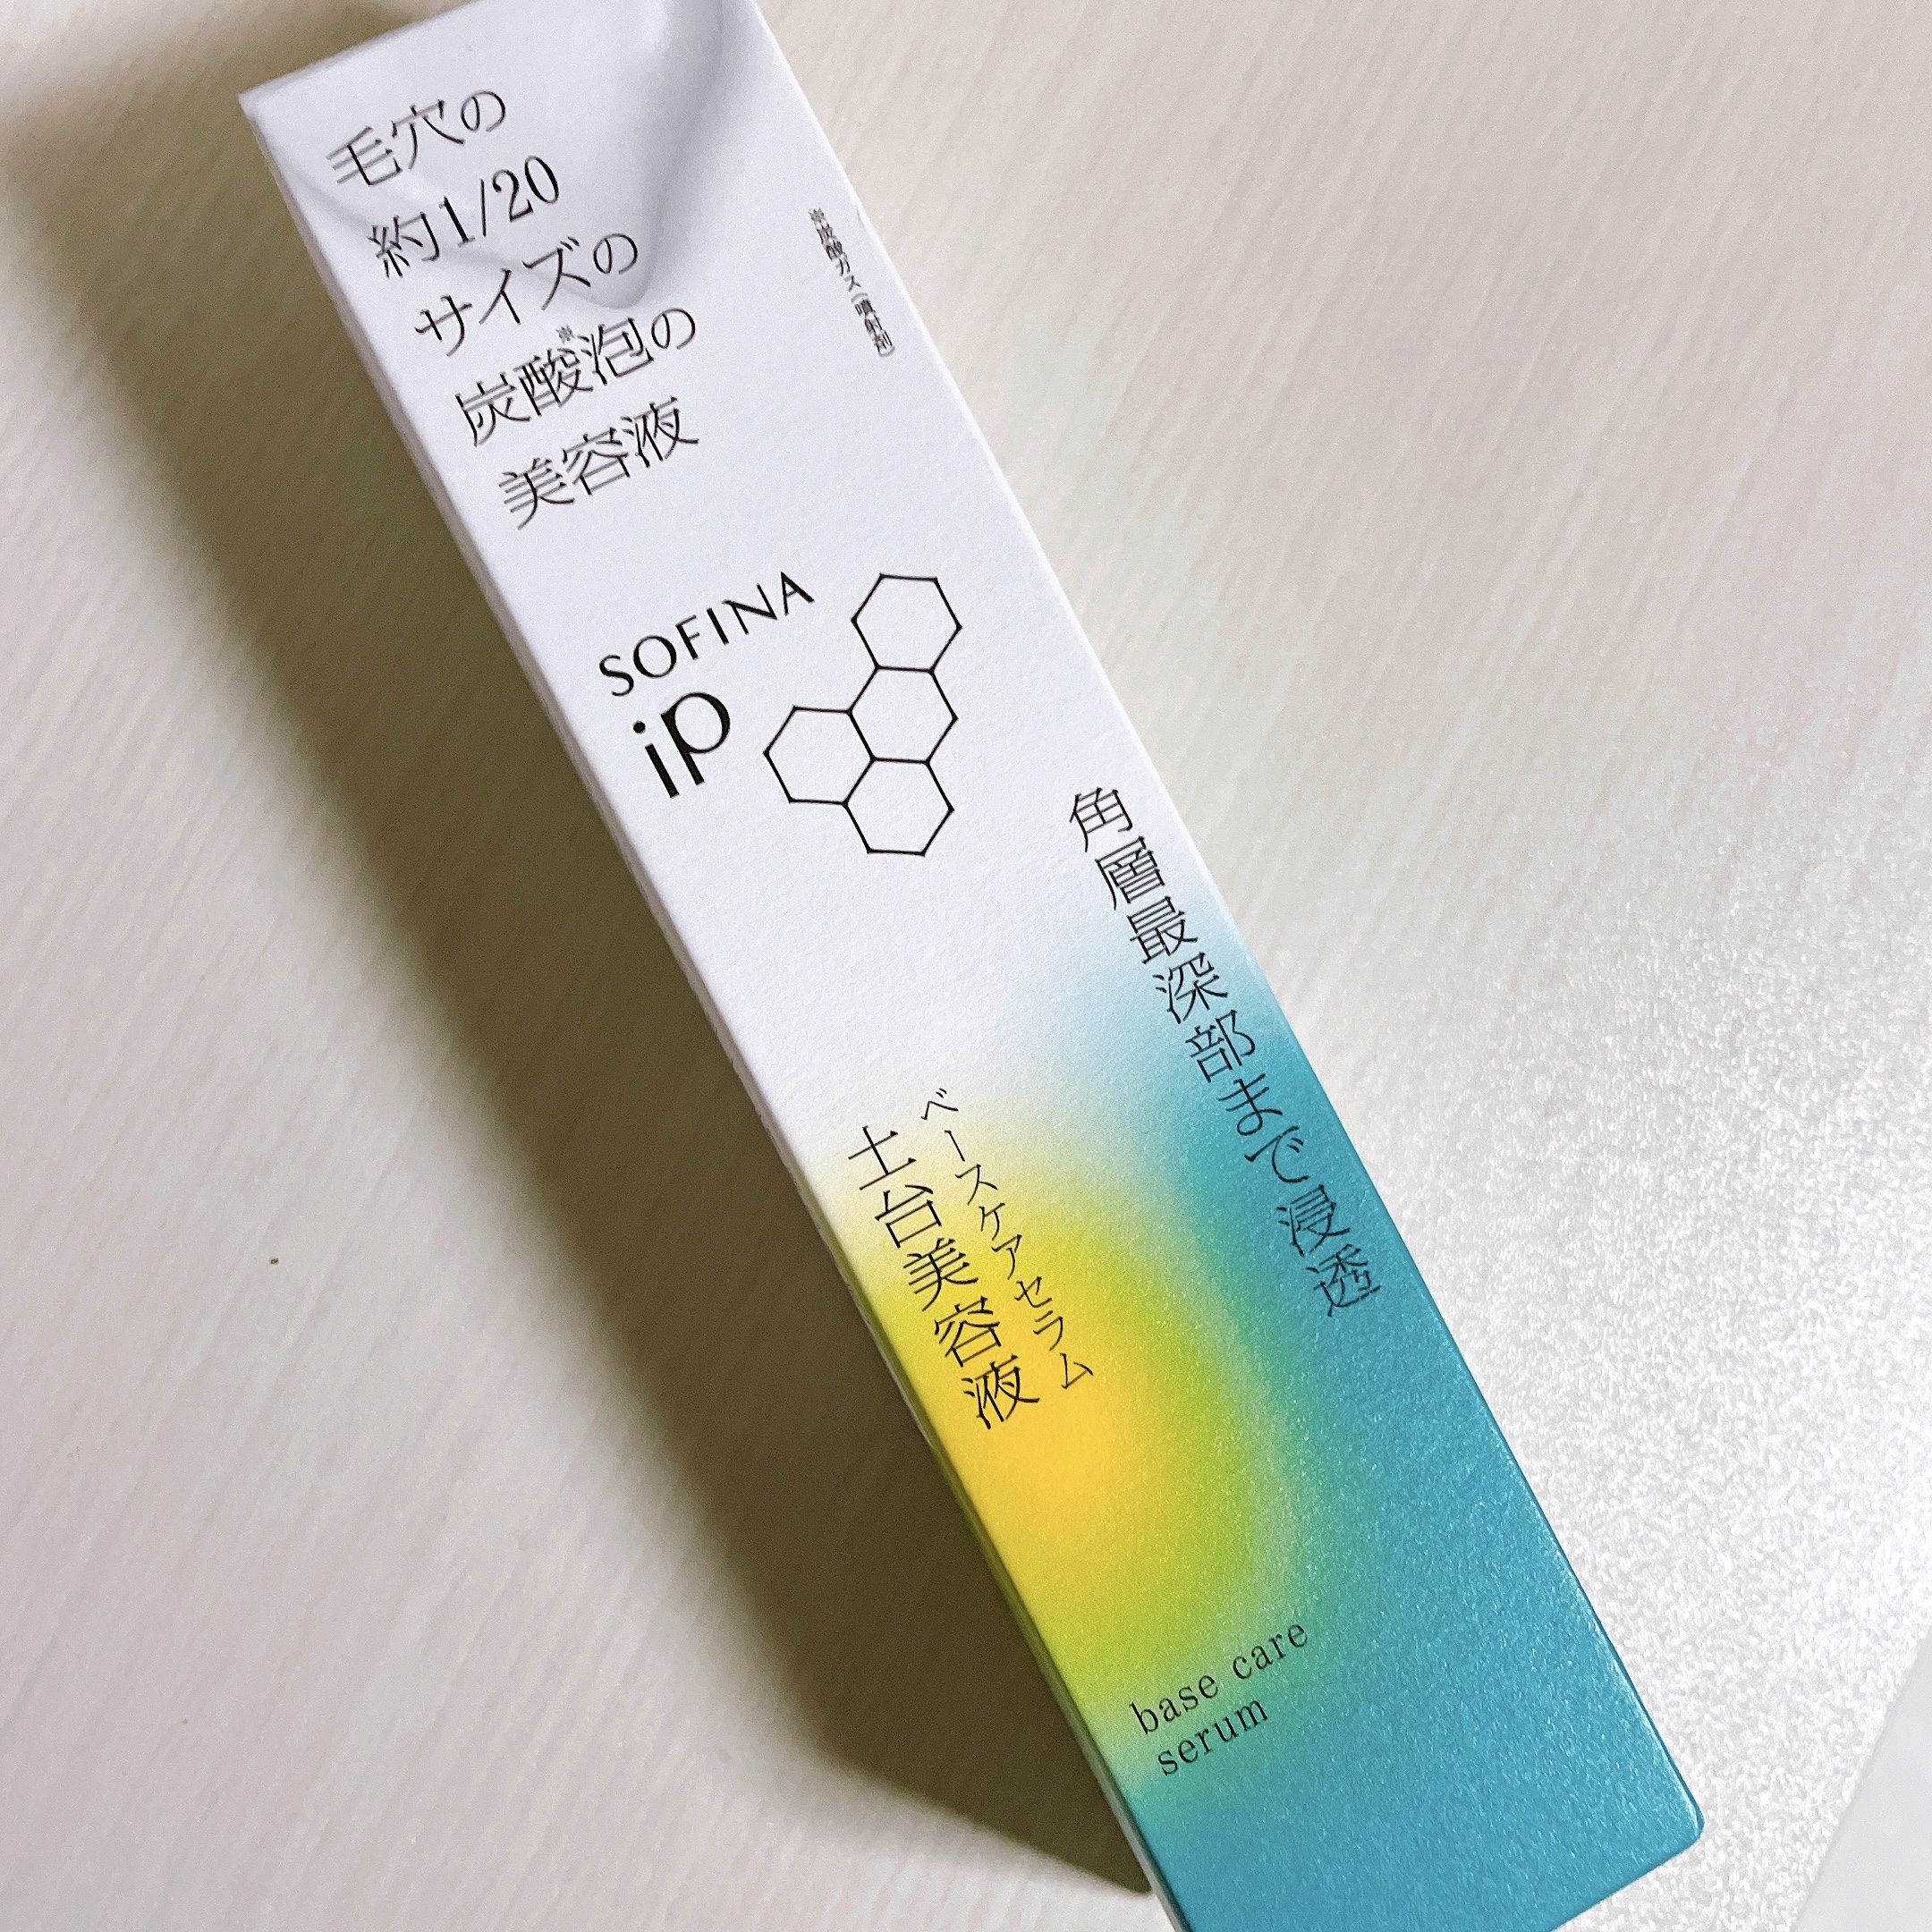 毛穴の
約1/20
サイズの
炭酸※泡の
美容液
※炭酸ガス(噴射剤)
SOFINA
ip
角層最深部まで浸透
ベースケアセラム
土台美容液
base care
serum